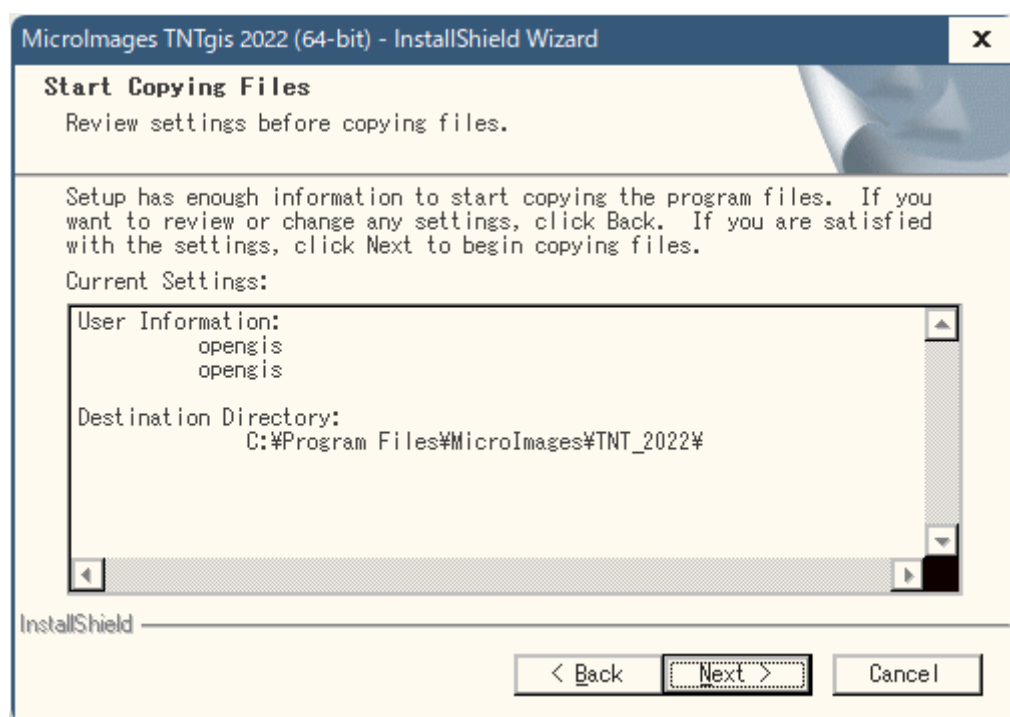 MicroImages TNTgis 2022 (64-bit) - InstallShield Wizard
X
Start Copying Files
Review settings before copying files.
Setup has enough information to start copying the program files.  If you
want to review or change any settings, click Back.  If you are satisfied
with the settings, click Next to begin copying files.
Current Settings:
User Information:
opengis
opengis
Destination Directory:
C:¥Program Files¥MicroImages¥TNT_2022¥
InstallShield
< Back
Next >
Cancel